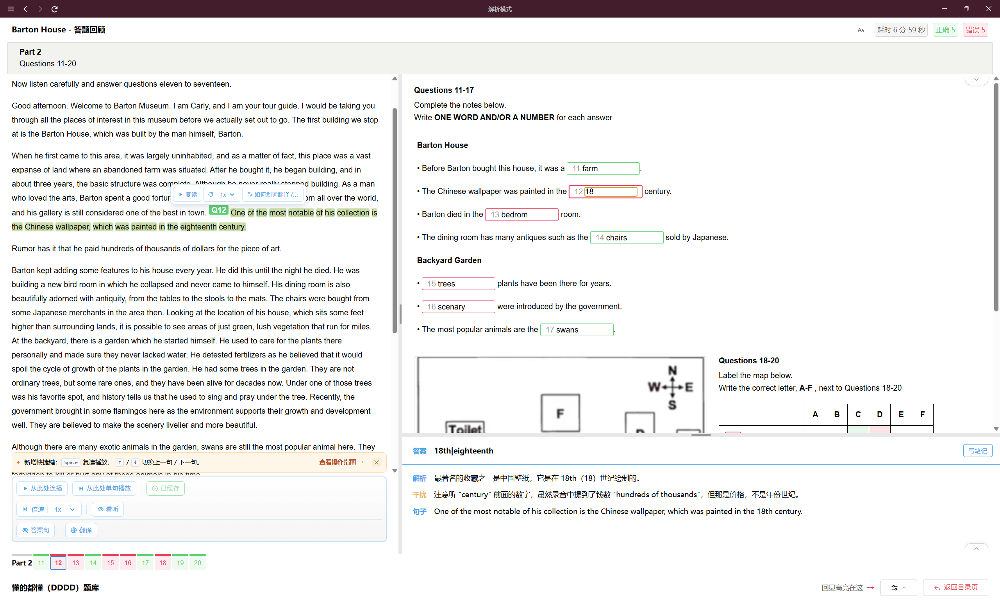 解析模式
Barton House - 答题回顾
AA
耗时 6 分 59 秒
正确 5
错误 5
Part 2
Questions 11-20
Now listen carefully and answer questions eleven to seventeen.
Good afternoon. Welcome to Barton Museum. I am Carly, and I am your tour guide. I would be taking you
through all the places of interest in this museum before we actually set out to go. The first building we stop
at is the Barton House, which was built by the man himself, Barton.
When he first came to this area, it was largely uninhabited, and as a matter of fact, this place was a vast
expanse of land where an abandoned farm was situated. After he bought it, he began building, and in
about three years, the basic structure was complete. Although he never really stopped building. As a man
who loved the arts, Barton spent a good fortur
om all over the world,
▶ 复读
1x
如何划词翻译 /...
and his gallery is still considered one of the best in town. Q12 One of the most notable of his collection is
the Chinese wallpaper, which was painted in the eighteenth century.
Rumor has it that he paid hundreds of thousands of dollars for the piece of art.
Barton kept adding some features to his house every year. He did this until the night he died. He was
building a new bird room in which he collapsed and never came to himself. His dining room is also
beautifully adorned with antiquity, from the tables to the stools to the mats. The chairs were bought from
some Japanese merchants in the area then. Looking at the location of his house, which sits some feet
higher than surrounding lands, it is possible to see areas of just green, lush vegetation that run for miles.
At the backyard, there is a garden which he started himself. He used to care for the plants there
personally and made sure they never lacked water. He detested fertilizers as he believed that it would
spoil the cycle of growth of the plants in the garden. He had some trees in the garden. They are not
ordinary trees, but some rare ones, and they have been alive for decades now. Under one of those trees
was his favorite spot, and history tells us that he used to sing and pray under the tree. Recently, the
government brought in some flamingos here as the environment supports their growth and development
well. They are believed to make the scenery livelier and more beautiful.
Although there are many exotic animals in the garden, swans are still the most popular animal here. They
• 新增快捷键： Space 复读播放， ↑ / ↓ 切换上一句 / 下一句。
查看操作指南 →
forbidden to kill or hurt any of these animals in his time.
从此处连播
从此处单句播放
已缓存
倍速 1x
看听
答案句
翻译
Questions 11-17
Complete the notes below.
Write ONE WORD AND/OR A NUMBER for each answer
Barton House
• Before Barton bought this house, it was a 11 farm .
• The Chinese wallpaper was painted in the 12 18 century.
• Barton died in the 13 bedrom room.
• The dining room has many antiques such as the 14 chairs sold by Japanese.
Backyard Garden
• 15 trees plants have been there for years.
• 16 scenary were introduced by the government.
• The most popular animals are the 17 swans .
N
W E
S
F
Toilet
D
Questions 18-20
Label the map below.
Write the correct letter, A-F , next to Questions 18-20
A B C D E F
答案 18th|eighteenth
写笔记
解析 最著名的收藏之一是中国壁纸，它是在 18th（18）世纪绘制的。
干扰 注意听 "century" 前面的数字，虽然录音中提到了钱数 "hundreds of thousands"，但那是价格，不是年份世纪。
句子 One of the most notable of his collection is the Chinese wallpaper, which was painted in the 18th century.
Part 2 11 12 13 14 15 16 17 18 19 20
懂的都懂（DDDD）题库
回显高亮在这 →
返回目录页